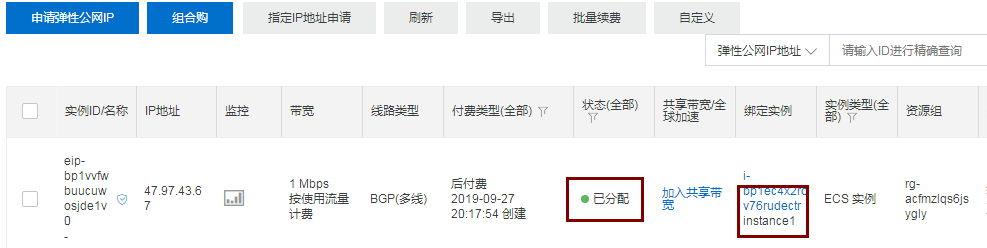 申请弹性公网IP 组合购 指定IP地址申请 刷新 导出 批量续费 自定义
弹性公网IP地址 请输入ID进行精确查询
实例ID/名称 IP地址 监控 带宽 线路类型 付费类型(全部) 状态(全部) 共享带宽/全球加速 绑定实例 实例类型(全部) 资源组
eip-
bp1vvfw
buucuw
osjde1v
0
-
47.97.43.6
7
1 Mbps
按使用流量
计费
BGP(多线)
后付费
2019-09-27
20:17:54 创建
已分配
加入共享带
宽
i-
bp1ec4x2rc
v76rudectr
instance1
ECS 实例
rg-
acfmzlqs6js
ygly